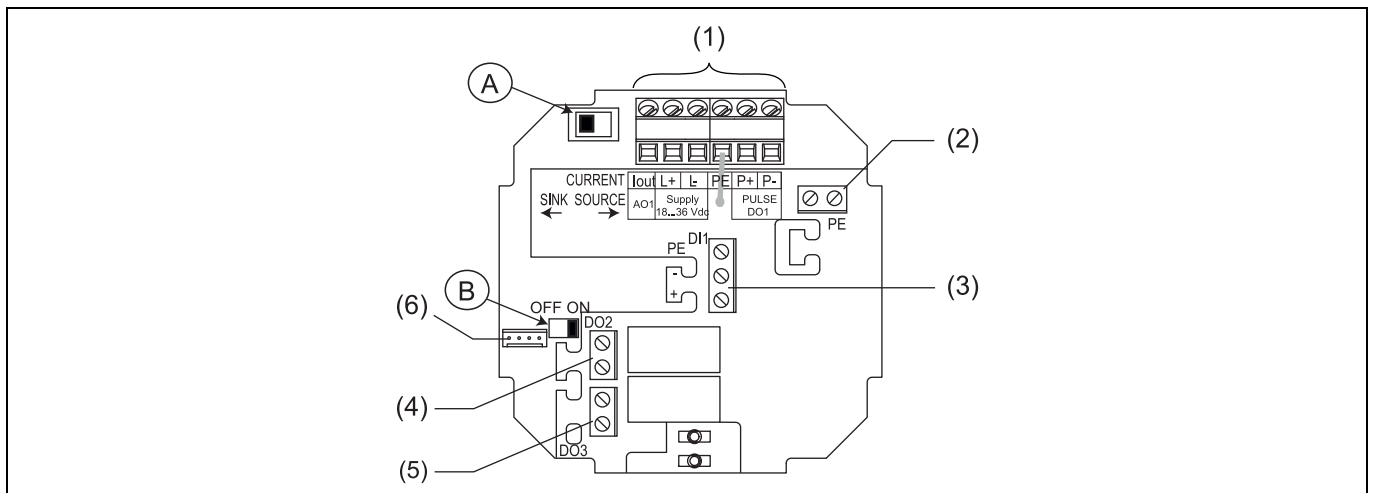 (1)
A
(2)
CURRENT Iout L+ L- PE P+ P-
SINK SOURCE AO1 Supply 18...36 Vdc PULSE DO1
PE
DI1
PE
-
+
(3)
B
OFF ON
(6)
DO2
(4)
DO3
(5)